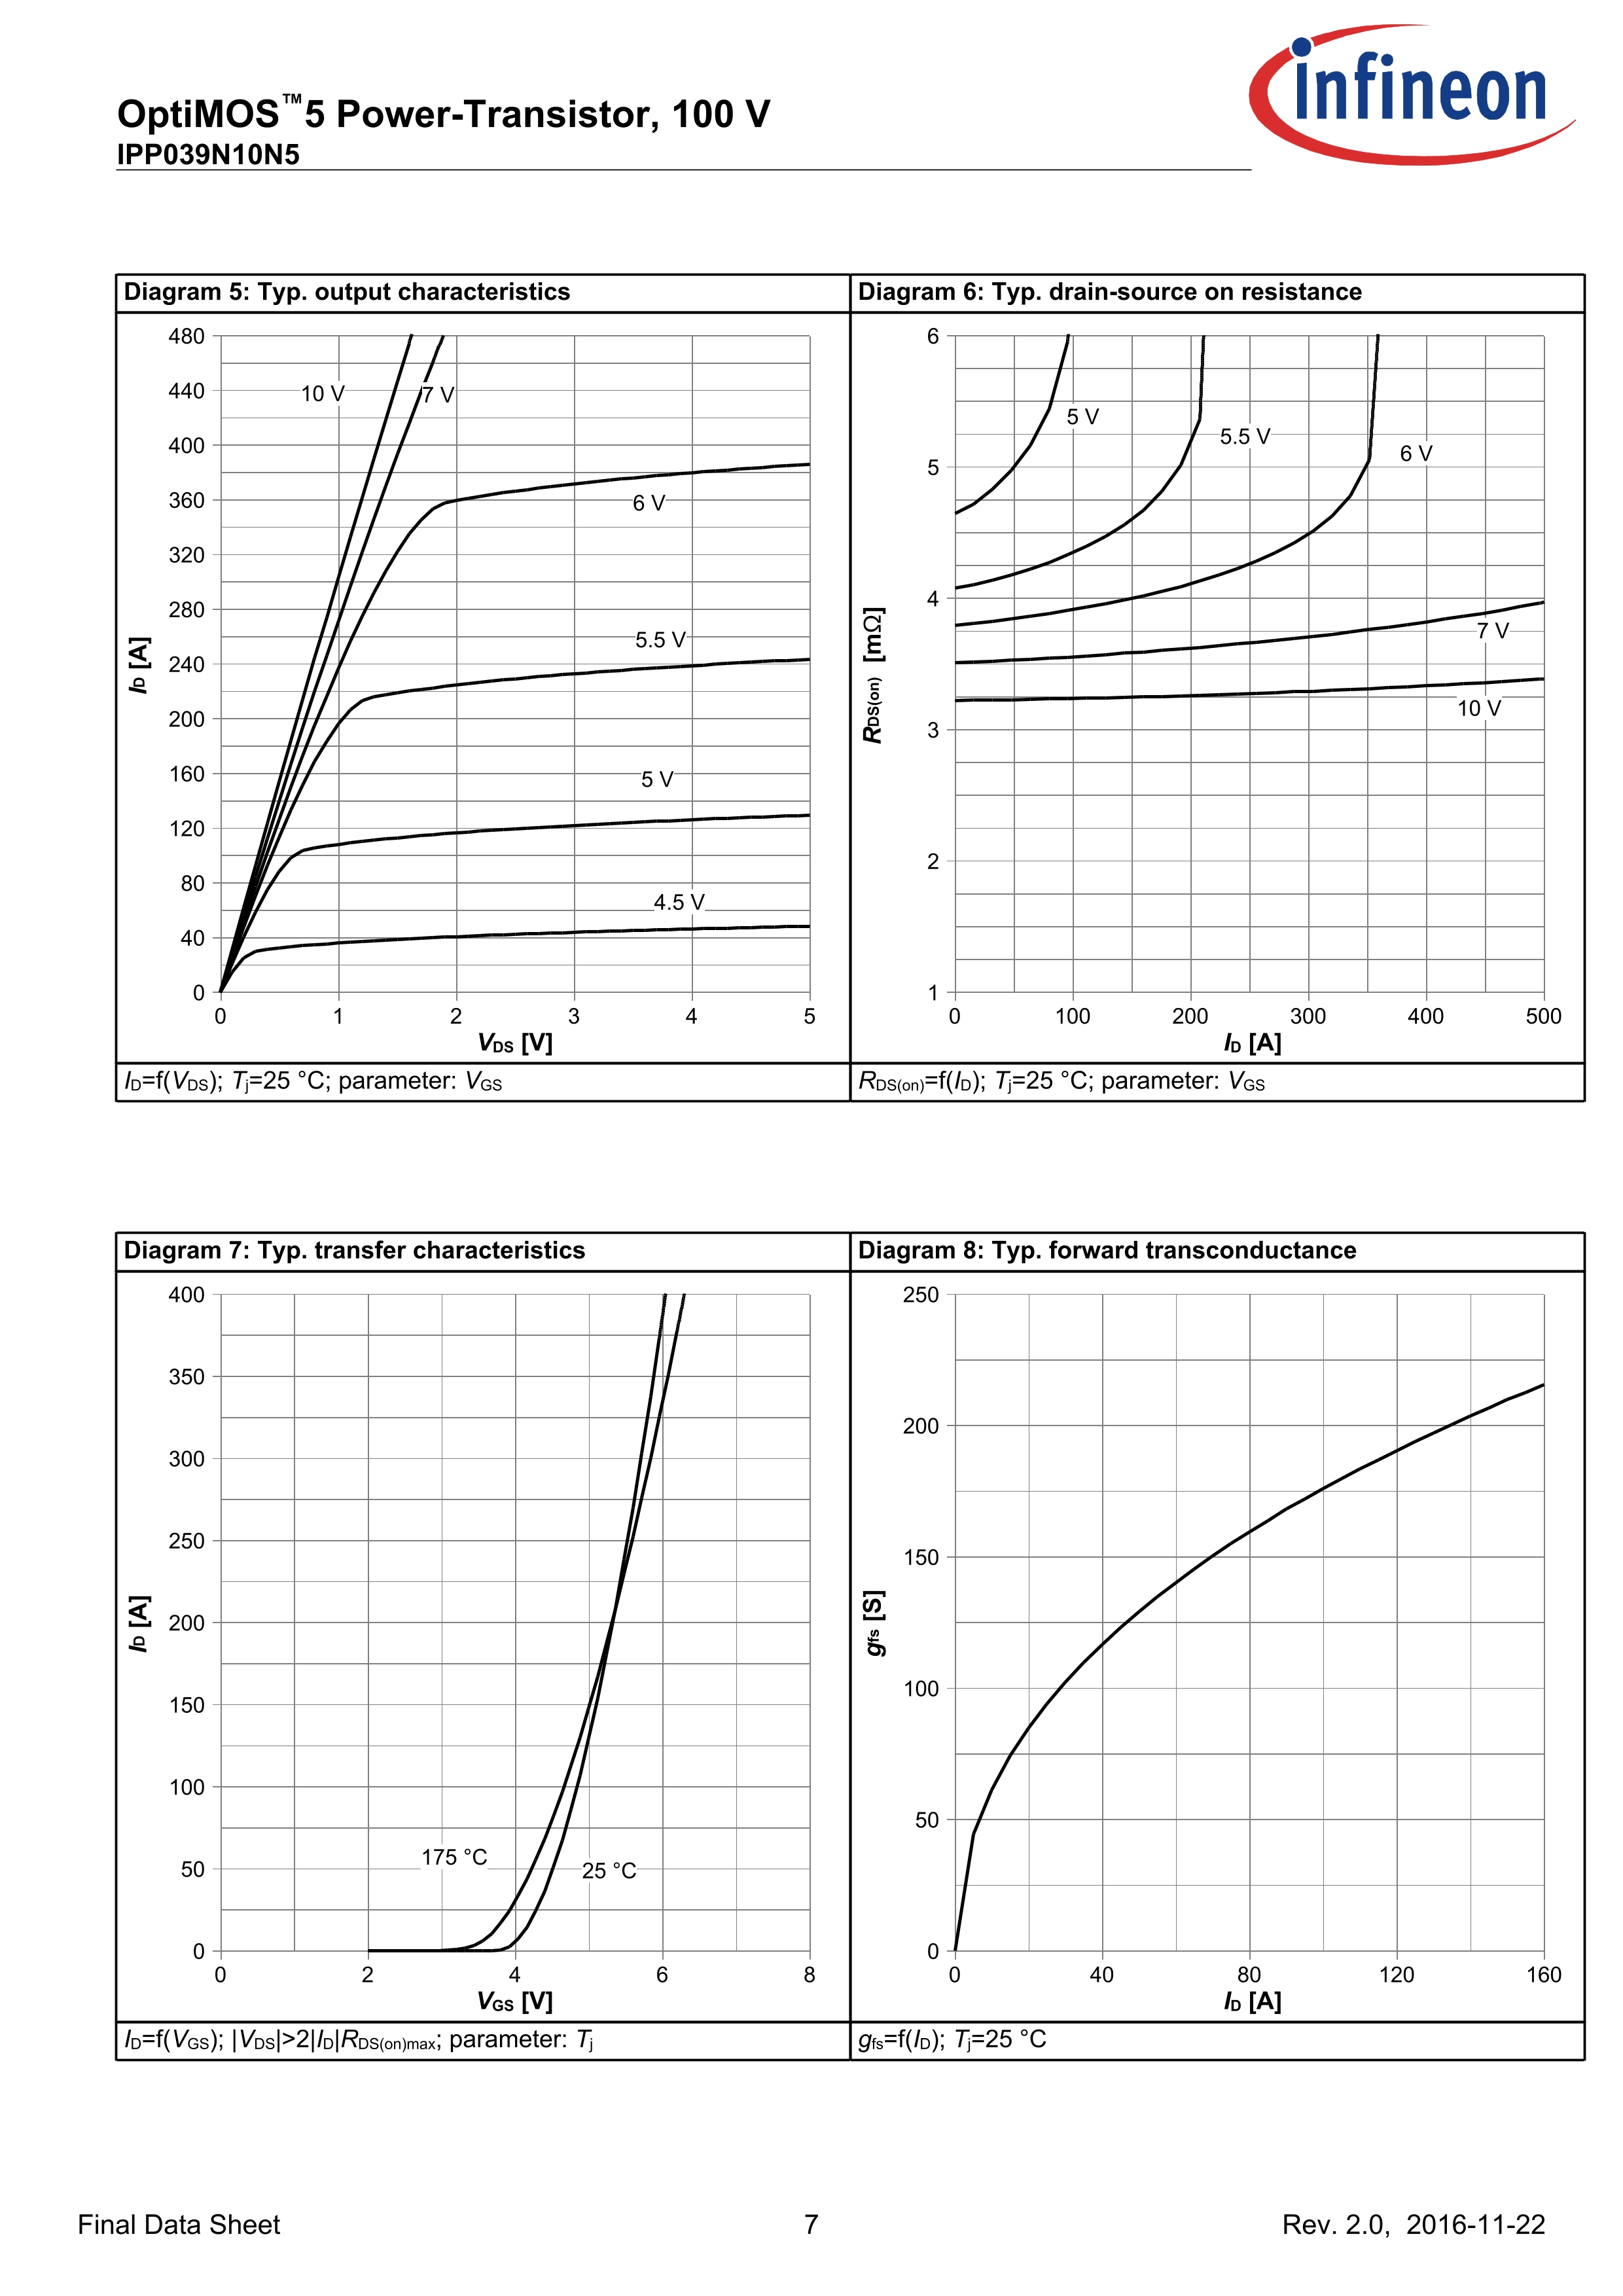 infineon
OptiMOS™5 Power-Transistor, 100 V
IPP039N10N5
Diagram 5: Typ. output characteristics
480
440
400
360
320
280
240
200
160
120
80
40
0
0 1 2 3 4 5
10 V
7 V
6 V
5.5 V
5 V
4.5 V
ID [A]
VDS [V]
ID=f(VDS); Tj=25 °C; parameter: VGS
Diagram 6: Typ. drain-source on resistance
6
5
4
3
2
1
0 100 200 300 400 500
5 V
5.5 V
6 V
7 V
10 V
RDS(on) [mΩ]
ID [A]
RDS(on)=f(ID); Tj=25 °C; parameter: VGS
Diagram 7: Typ. transfer characteristics
400
350
300
250
200
150
100
50
0
0 2 4 6 8
175 °C
25 °C
ID [A]
VGS [V]
ID=f(VGS); |VDS|>2|ID|RDS(on)max; parameter: Tj
Diagram 8: Typ. forward transconductance
250
200
150
100
50
0
0 40 80 120 160
gfs [S]
ID [A]
gfs=f(ID); Tj=25 °C
Final Data Sheet 7 Rev. 2.0, 2016-11-22